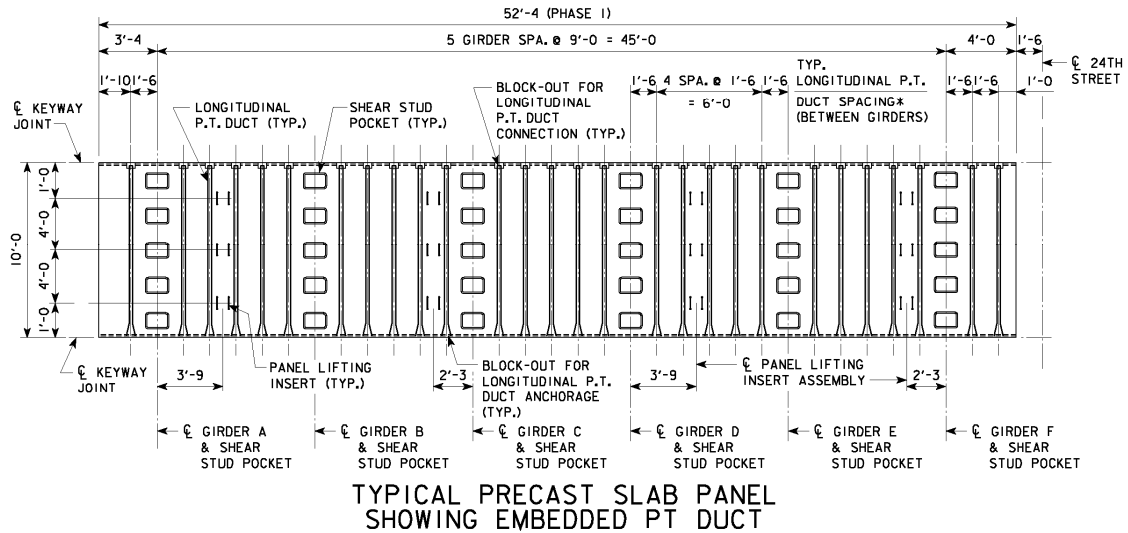 52'-4 (PHASE 1)
3'-4
5 GIRDER SPA. @ 9'-0 = 45'-0
4'-0
1'-6
℄ 24TH
STREET
1'-10
1'-6
1'-6
4 SPA. @ 1'-6
= 6'-0
1'-6
TYP.
LONGITUDINAL P.T.
DUCT SPACING*
(BETWEEN GIRDERS)
1'-6
1'-6
1'-0
℄ KEYWAY
JOINT
LONGITUDINAL
P.T. DUCT (TYP.)
SHEAR STUD
POCKET (TYP.)
BLOCK-OUT FOR
LONGITUDINAL
P.T. DUCT
CONNECTION (TYP.)
10'-0
1'-0
4'-0
4'-0
1'-0
℄ KEYWAY
JOINT
3'-9
PANEL LIFTING
INSERT (TYP.)
2'-3
BLOCK-OUT FOR
LONGITUDINAL P.T.
DUCT ANCHORAGE
(TYP.)
3'-9
℄ PANEL LIFTING
INSERT ASSEMBLY
2'-3
℄ GIRDER A
& SHEAR
STUD POCKET
℄ GIRDER B
& SHEAR
STUD POCKET
℄ GIRDER C
& SHEAR
STUD POCKET
℄ GIRDER D
& SHEAR
STUD POCKET
℄ GIRDER E
& SHEAR
STUD POCKET
℄ GIRDER F
& SHEAR
STUD POCKET
TYPICAL PRECAST SLAB PANEL
SHOWING EMBEDDED PT DUCT